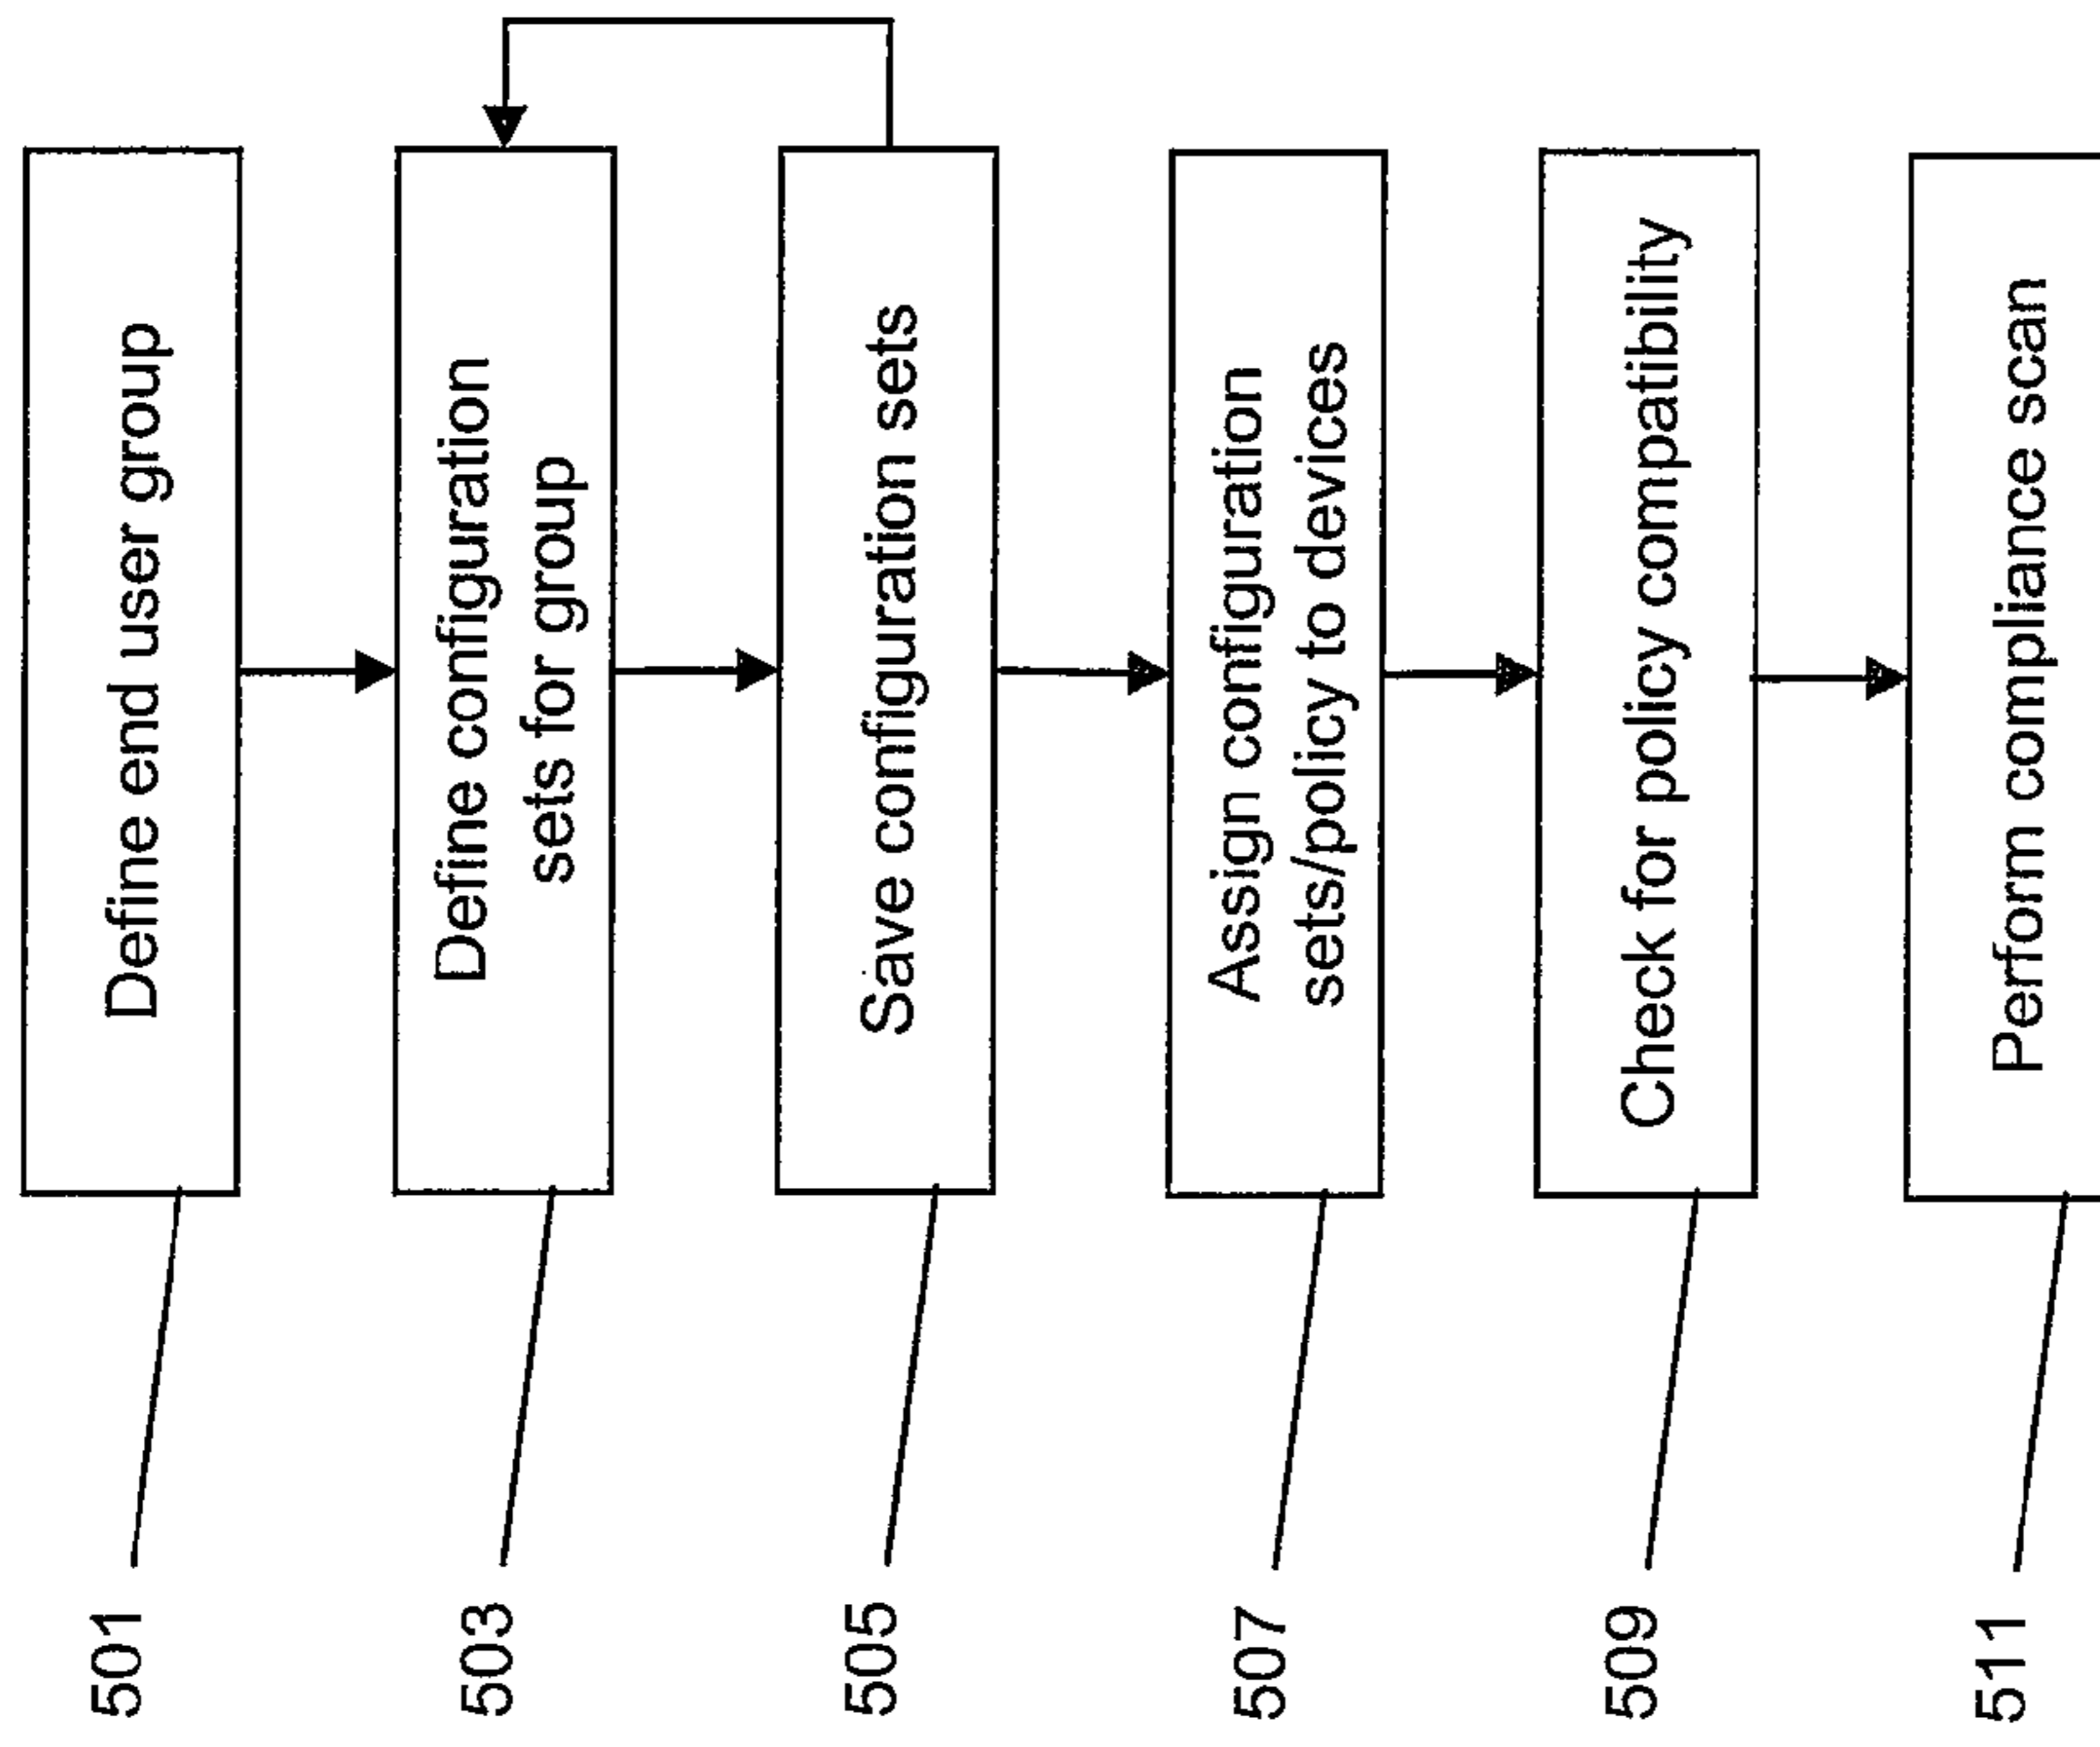 501
Define end user group
503
Define configuration
sets for group
505
Save configuration sets
507
Assign configuration
sets/policy to devices
509
Check for policy compatibility
511
Perform compliance scan